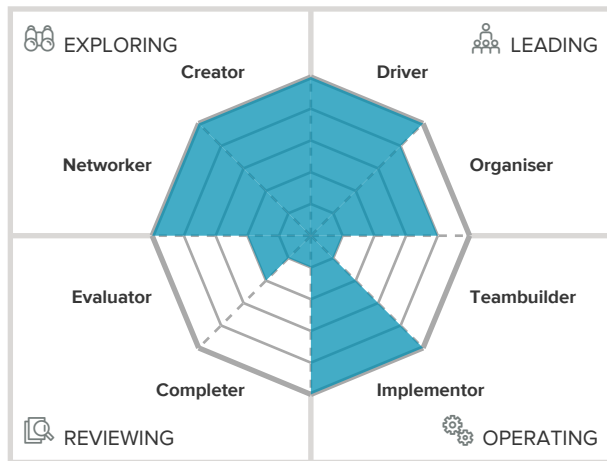 EXPLORING
LEADING
Creator
Driver
Networker
Organiser
Evaluator
Teambuilder
Completer
Implementor
REVIEWING
OPERATING